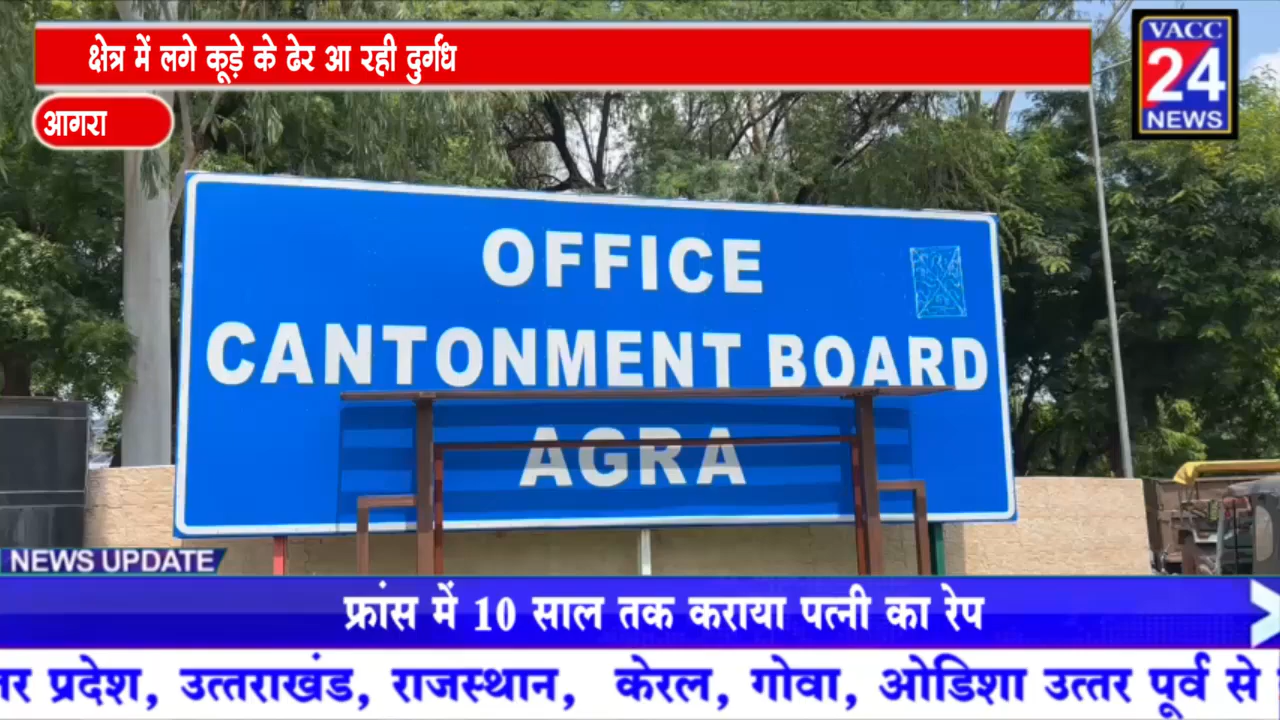 क्षेत्र में लगे कूड़े के ढेर आ रही दुर्गध
VACC
24
NEWS
आगरा
OFFICE
CANTONMENT BOARD
AGRA
NEWS UPDATE
फ्रांस में 10 साल तक कराया पत्नी का रेप
प्रदेश, उत्तराखंड, राजस्थान, केरल, गोवा, ओडिशा उत्तर पूर्व से